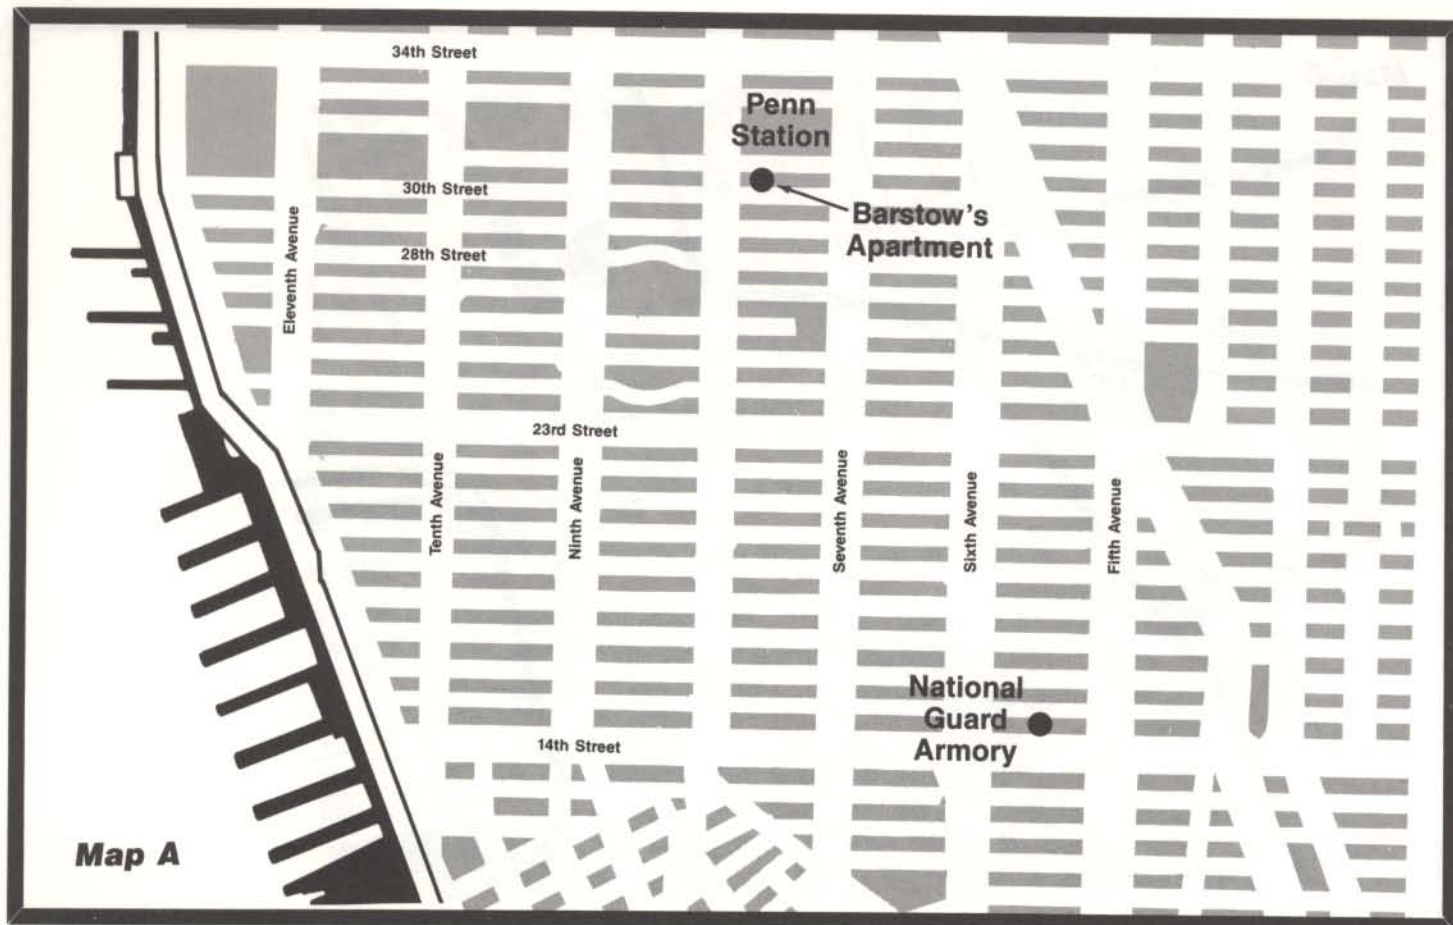 34th Street
Penn
Station
30th Street
Barstow's
Apartment
28th Street
Eleventh Avenue
23rd Street
Tenth Avenue
Ninth Avenue
Seventh Avenue
Sixth Avenue
Fifth Avenue
National
Guard
Armory
14th Street
Map A